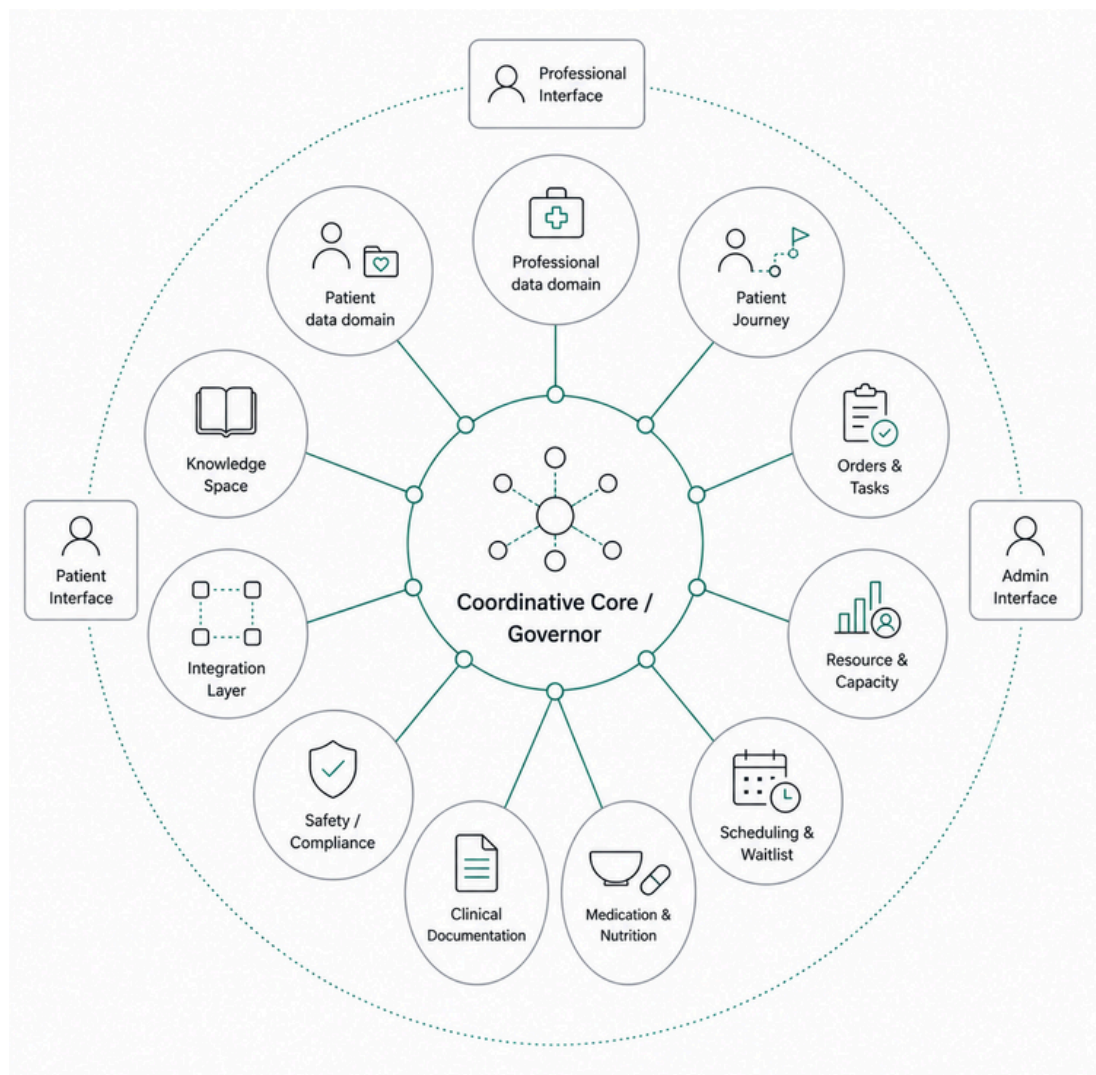 Professional
Interface
Professional
data domain
Patient
data domain
Patient
Journey
Knowledge
Space
Orders &
Tasks
Patient
Interface
Admin
Interface
Coordinative Core /
Governor
Integration
Layer
Resource &
Capacity
Safety /
Compliance
Scheduling &
Waitlist
Clinical
Documentation
Medication &
Nutrition